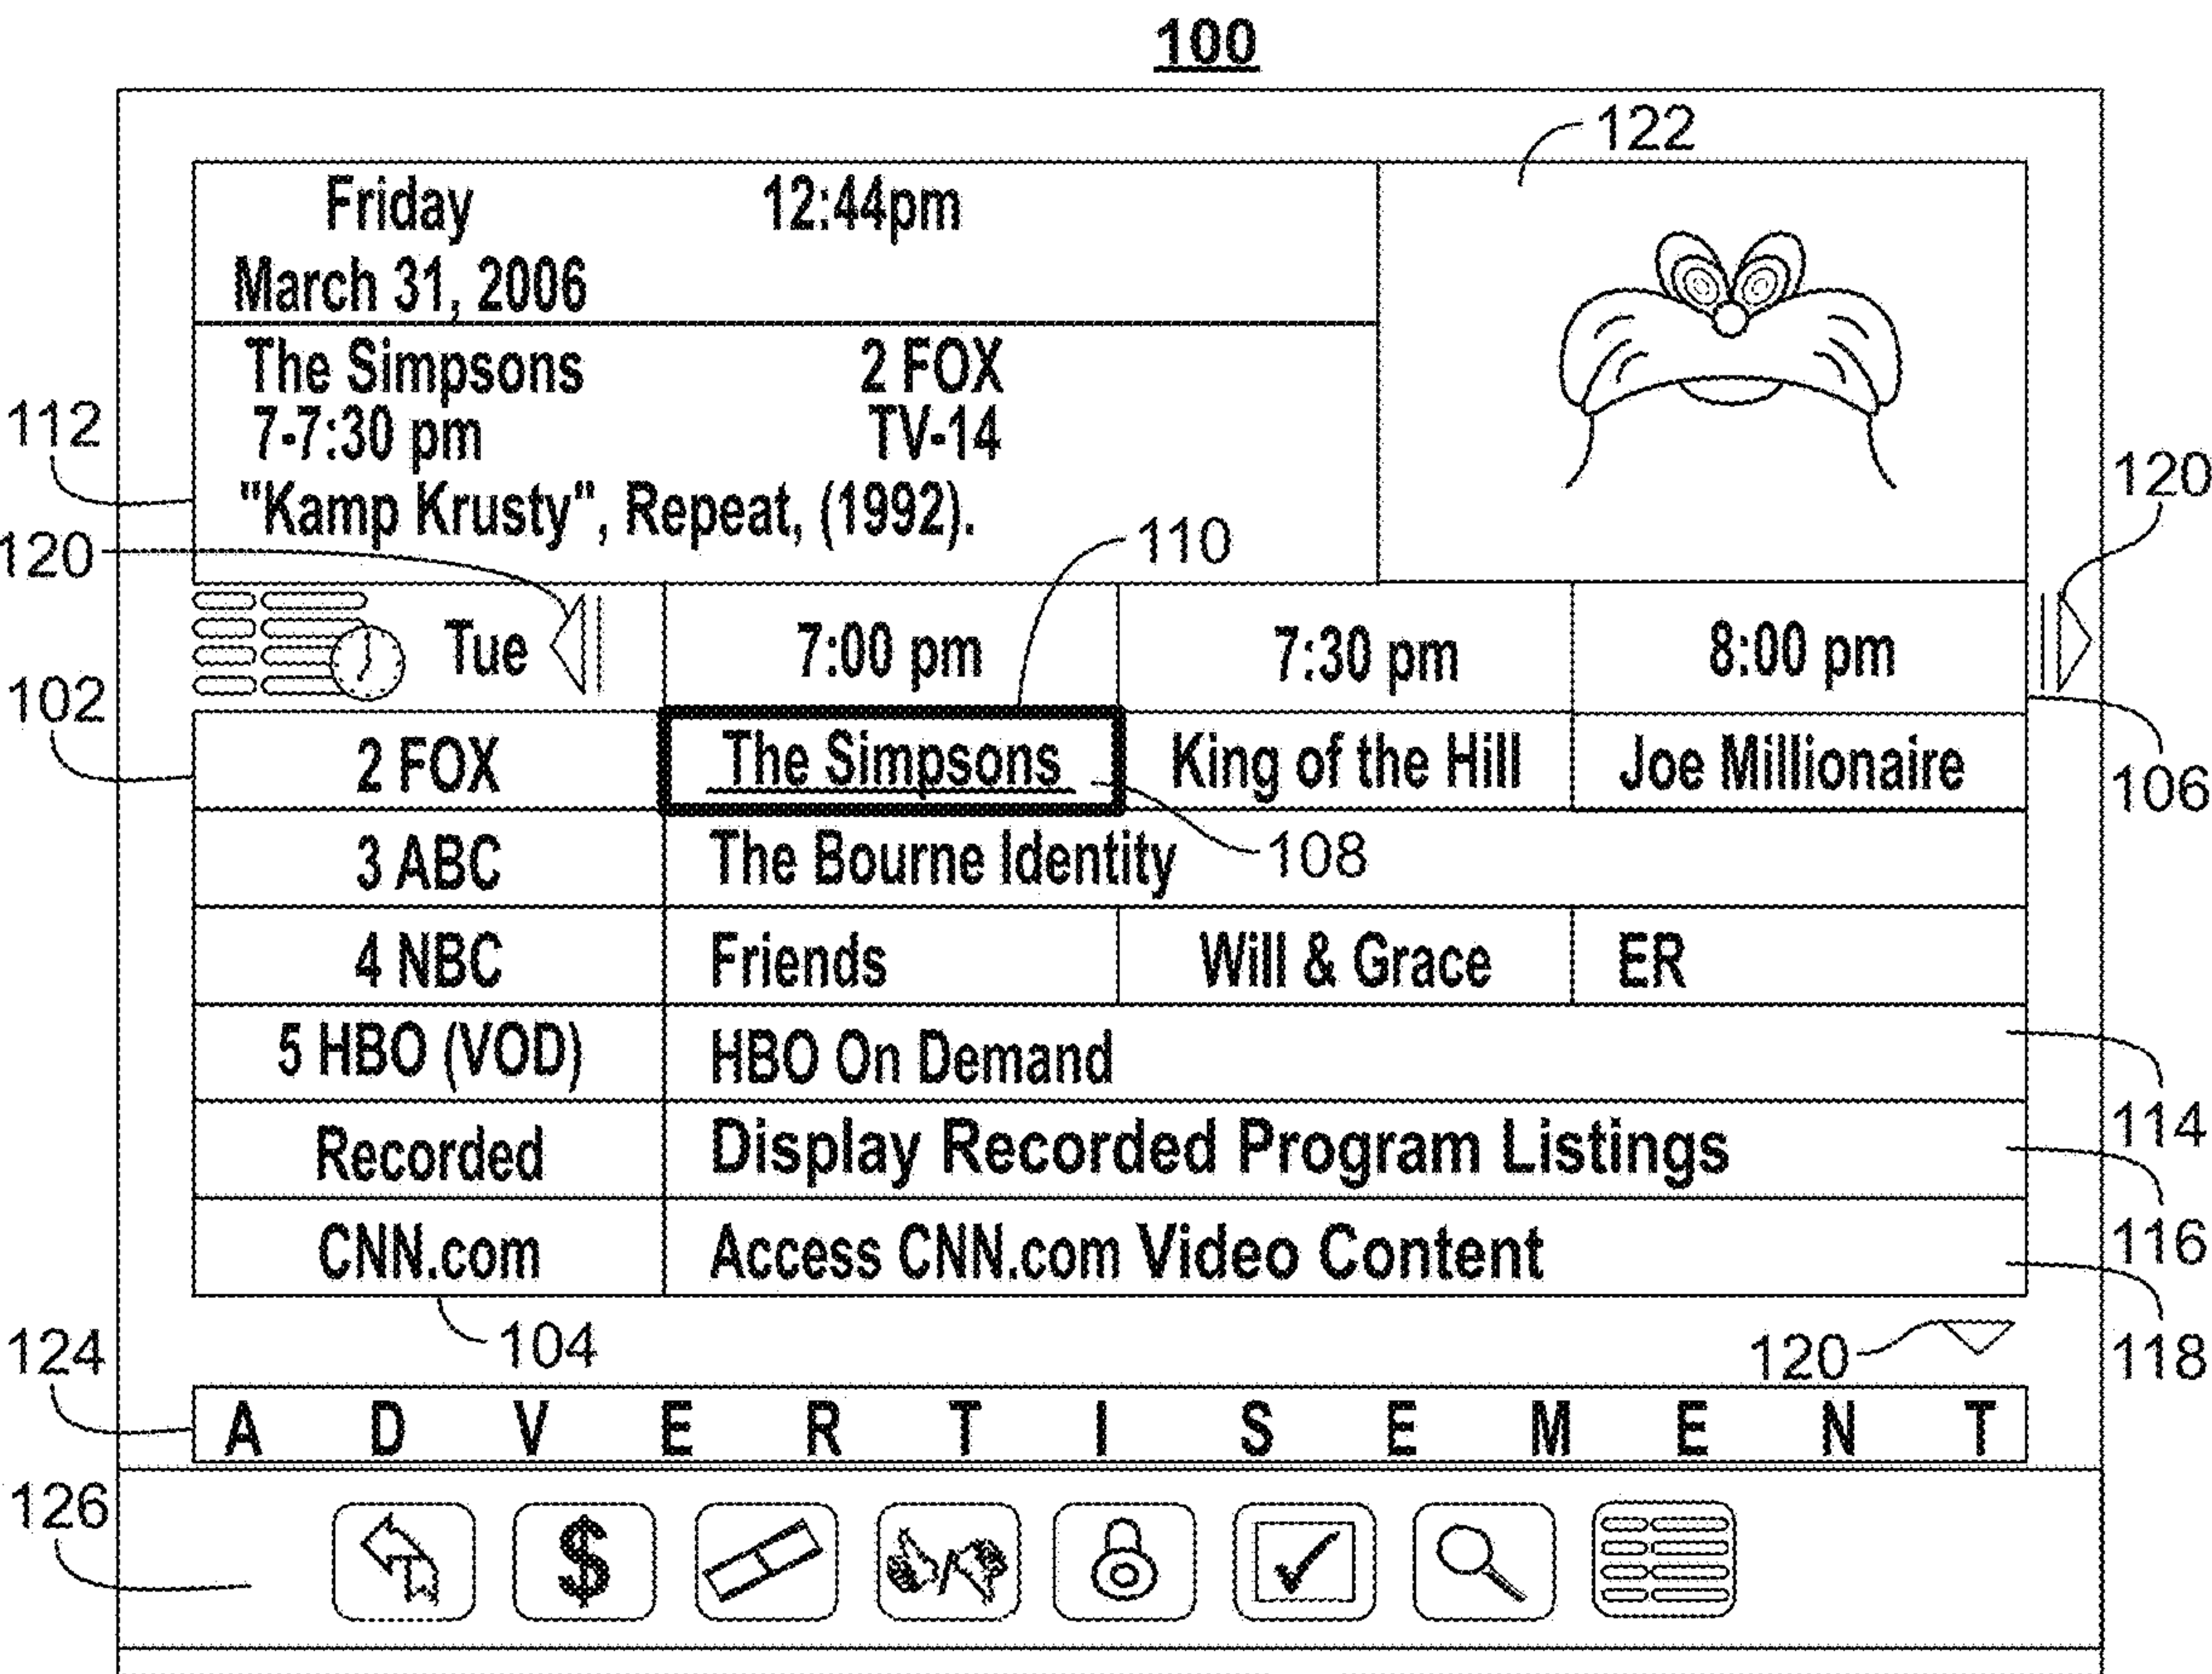 100
122
Friday 12:44pm
March 31, 2006
The Simpsons 2 FOX
7-7:30 pm TV-14
"Kamp Krusty", Repeat, (1992).
112
120
110
120
Tue 7:00 pm 7:30 pm 8:00 pm
102
2 FOX The Simpsons King of the Hill Joe Millionaire
106
3 ABC The Bourne Identity
108
4 NBC Friends Will & Grace ER
5 HBO (VOD) HBO On Demand
114
Recorded Display Recorded Program Listings
116
CNN.com Access CNN.com Video Content
104
120
118
124
A D V E R T I S E M E N T
126
$